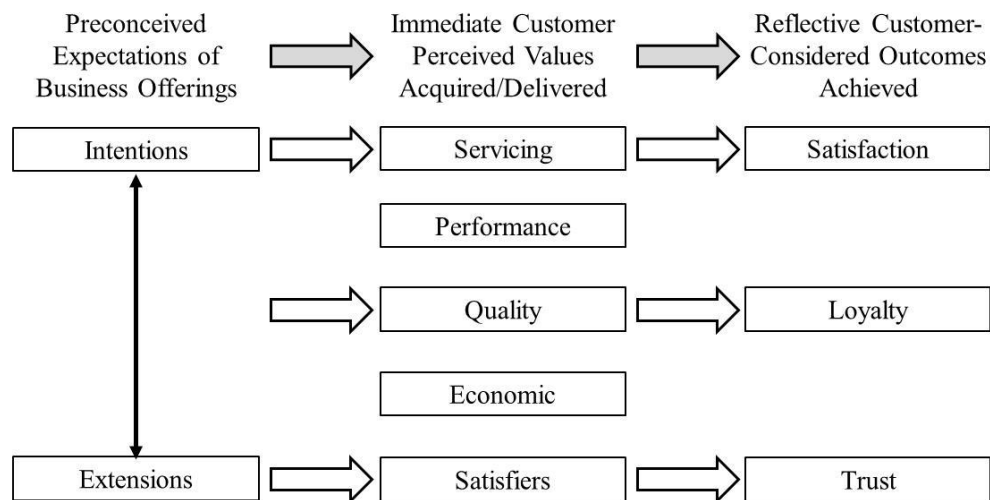 Preconceived
Expectations of
Business Offerings
Immediate Customer
Perceived Values
Acquired/Delivered
Reflective Customer-
Considered Outcomes
Achieved
Intentions
Servicing
Satisfaction
Performance
Quality
Loyalty
Economic
Extensions
Satisfiers
Trust